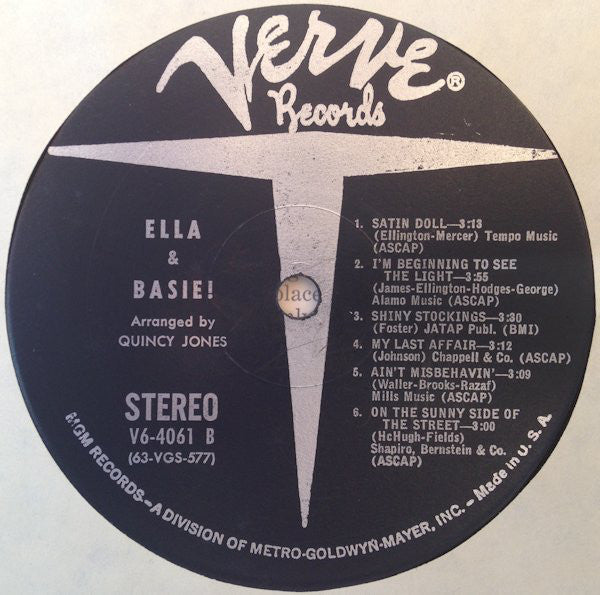 VERVE®
Records
ELLA
&
BASIE!
Arranged by
QUINCY JONES
STEREO
V6-4061 B
(63-VGS-577)
1. SATIN DOLL—3:13
(Ellington-Mercer) Tempo Music
(ASCAP)
2. I'M BEGINNING TO SEE
THE LIGHT—3:55
(James-Ellington-Hodges-George)
Alamo Music (ASCAP)
3. SHINY STOCKINGS—3:30
(Foster) JATAP Publ. (BMI)
4. MY LAST AFFAIR—3:12
(Johnson) Chappell & Co. (ASCAP)
5. AIN'T MISBEHAVIN'—3:09
(Waller-Brooks-Razaf)
Mills Music (ASCAP)
6. ON THE SUNNY SIDE OF
THE STREET—3:00
(McHugh-Fields)
Shapiro, Bernstein & Co.
(ASCAP)
place
MGM RECORDS—A DIVISION OF METRO-GOLDWYN-MAYER, INC. - Made in U. S. A.